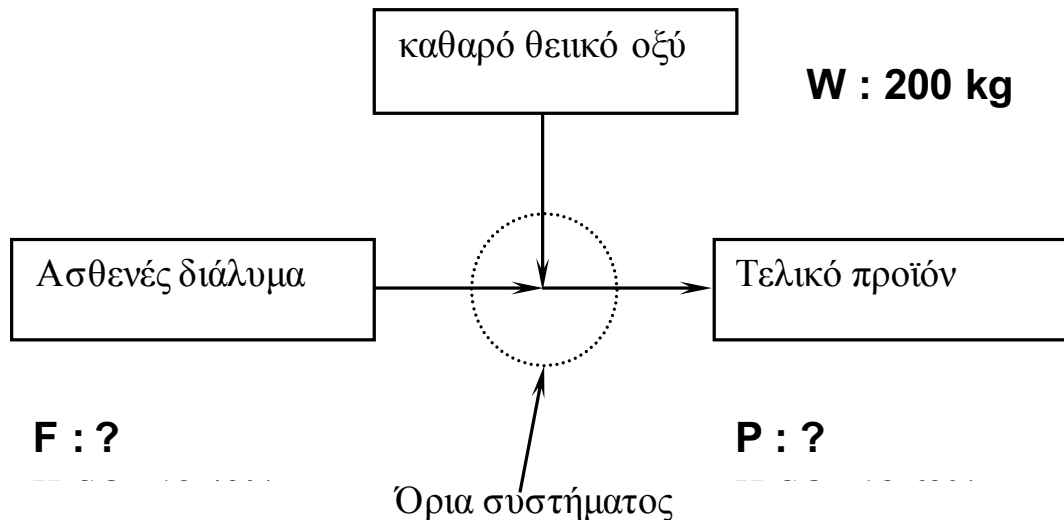 καθαρό θειικό οξύ
W : 200 kg
Ασθενές διάλυμα
Τελικό προϊόν
F : ?
P : ?
Όρια συστήματος